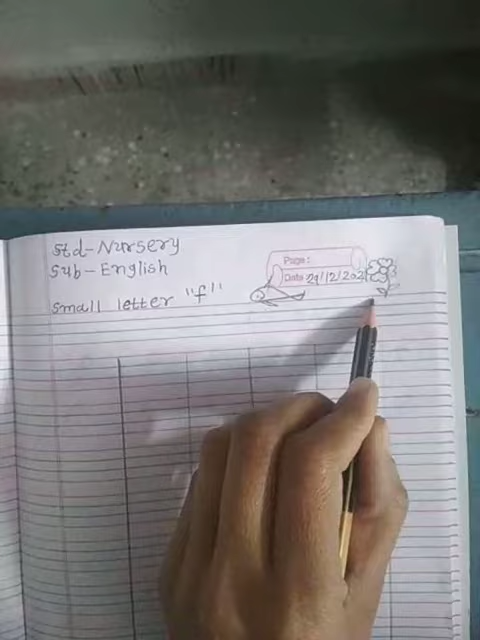 Std-Nursery
Sub-English
Page:
Date: 29/12/202
small letter "f"